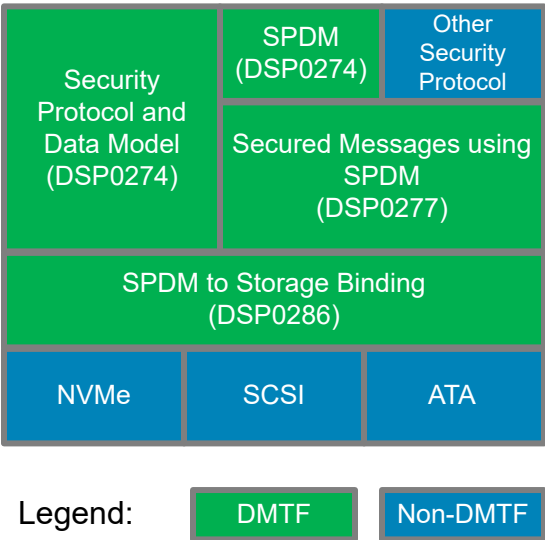 Security
Protocol and
Data Model
(DSP0274)
SPDM
(DSP0274)
Other
Security
Protocol
Secured Messages using
SPDM
(DSP0277)
SPDM to Storage Binding
(DSP0286)
NVMe
SCSI
ATA
Legend:
DMTF
Non-DMTF